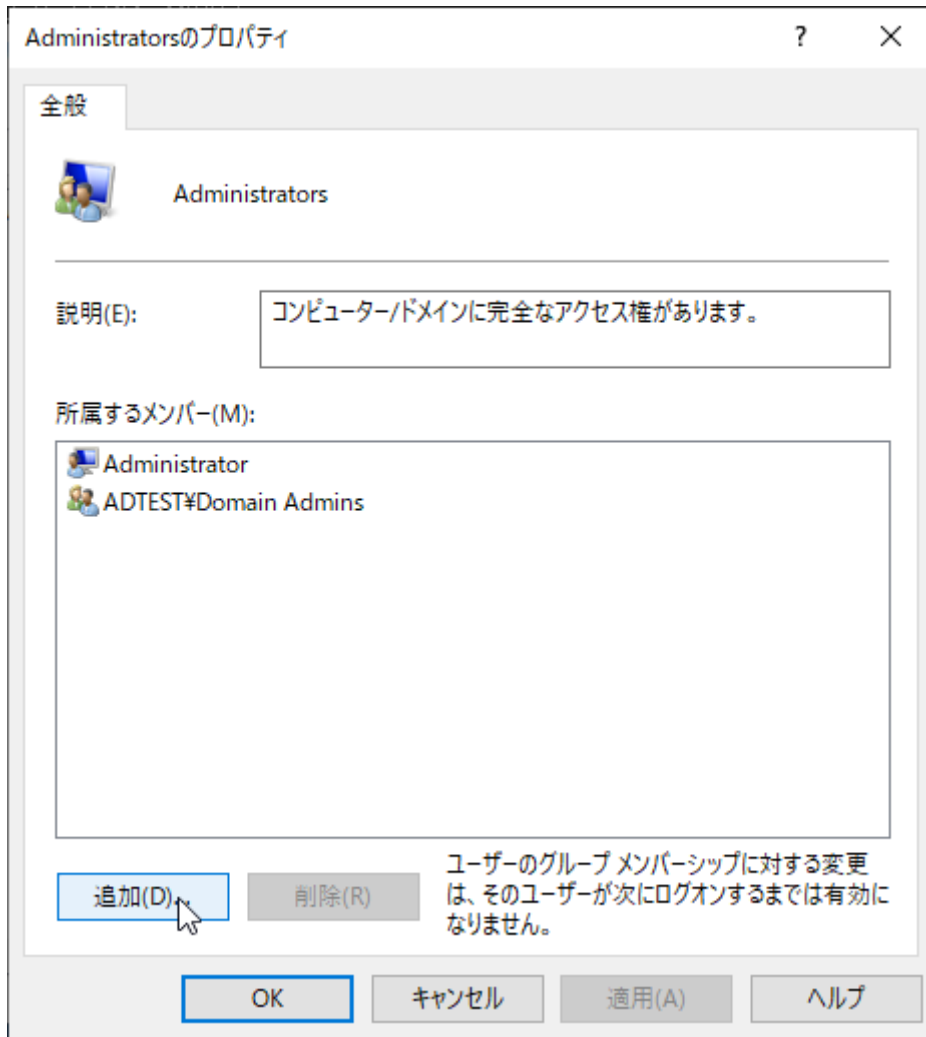 Administratorsのプロパティ
?
全般
Administrators
説明(E):
コンピューター/ドメインに完全なアクセス権があります。
所属するメンバー(M):
Administrator
ADTEST¥Domain Admins
追加(D)...
削除(R)
ユーザーのグループ メンバーシップに対する変更
は、そのユーザーが次にログオンするまでは有効に
なりません。
OK
キャンセル
適用(A)
ヘルプ